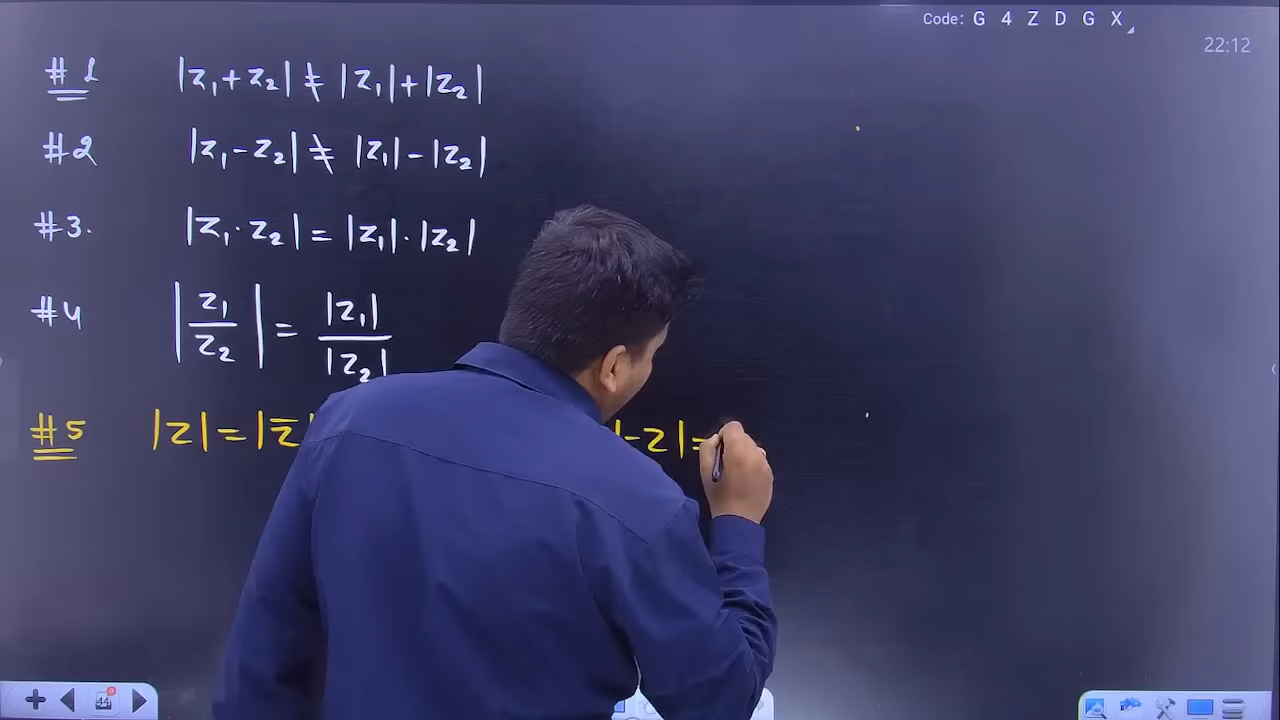 Code: G 4 Z D G X
22:12
# 1 |z₁+z₂| ≠ |z₁|+|z₂|
#2 |z₁-z₂| ≠ |z₁|-|z₂|
#3. |z₁·z₂| = |z₁|·|z₂|
#4 |z₁/z₂| = |z₁|/|z₂|
#5 |z| = |z̅ |-z| =
44